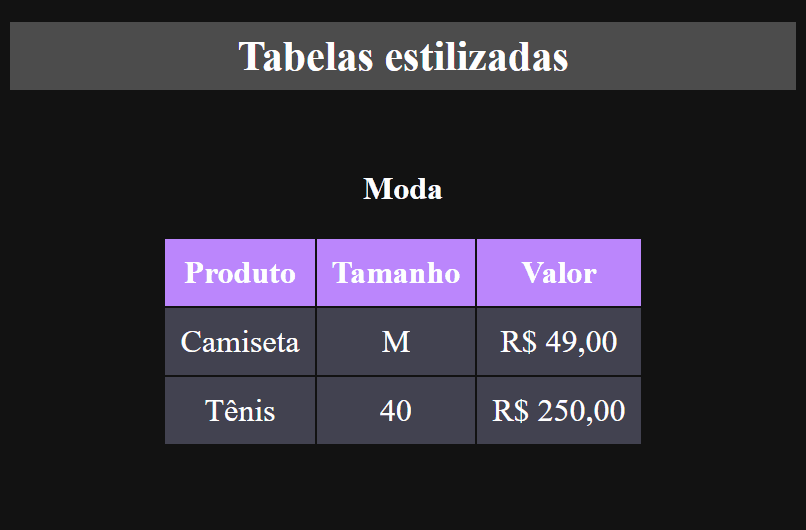 Tabelas estilizadas
Moda
Produto Tamanho Valor
Camiseta M R$ 49,00
Tênis 40 R$ 250,00